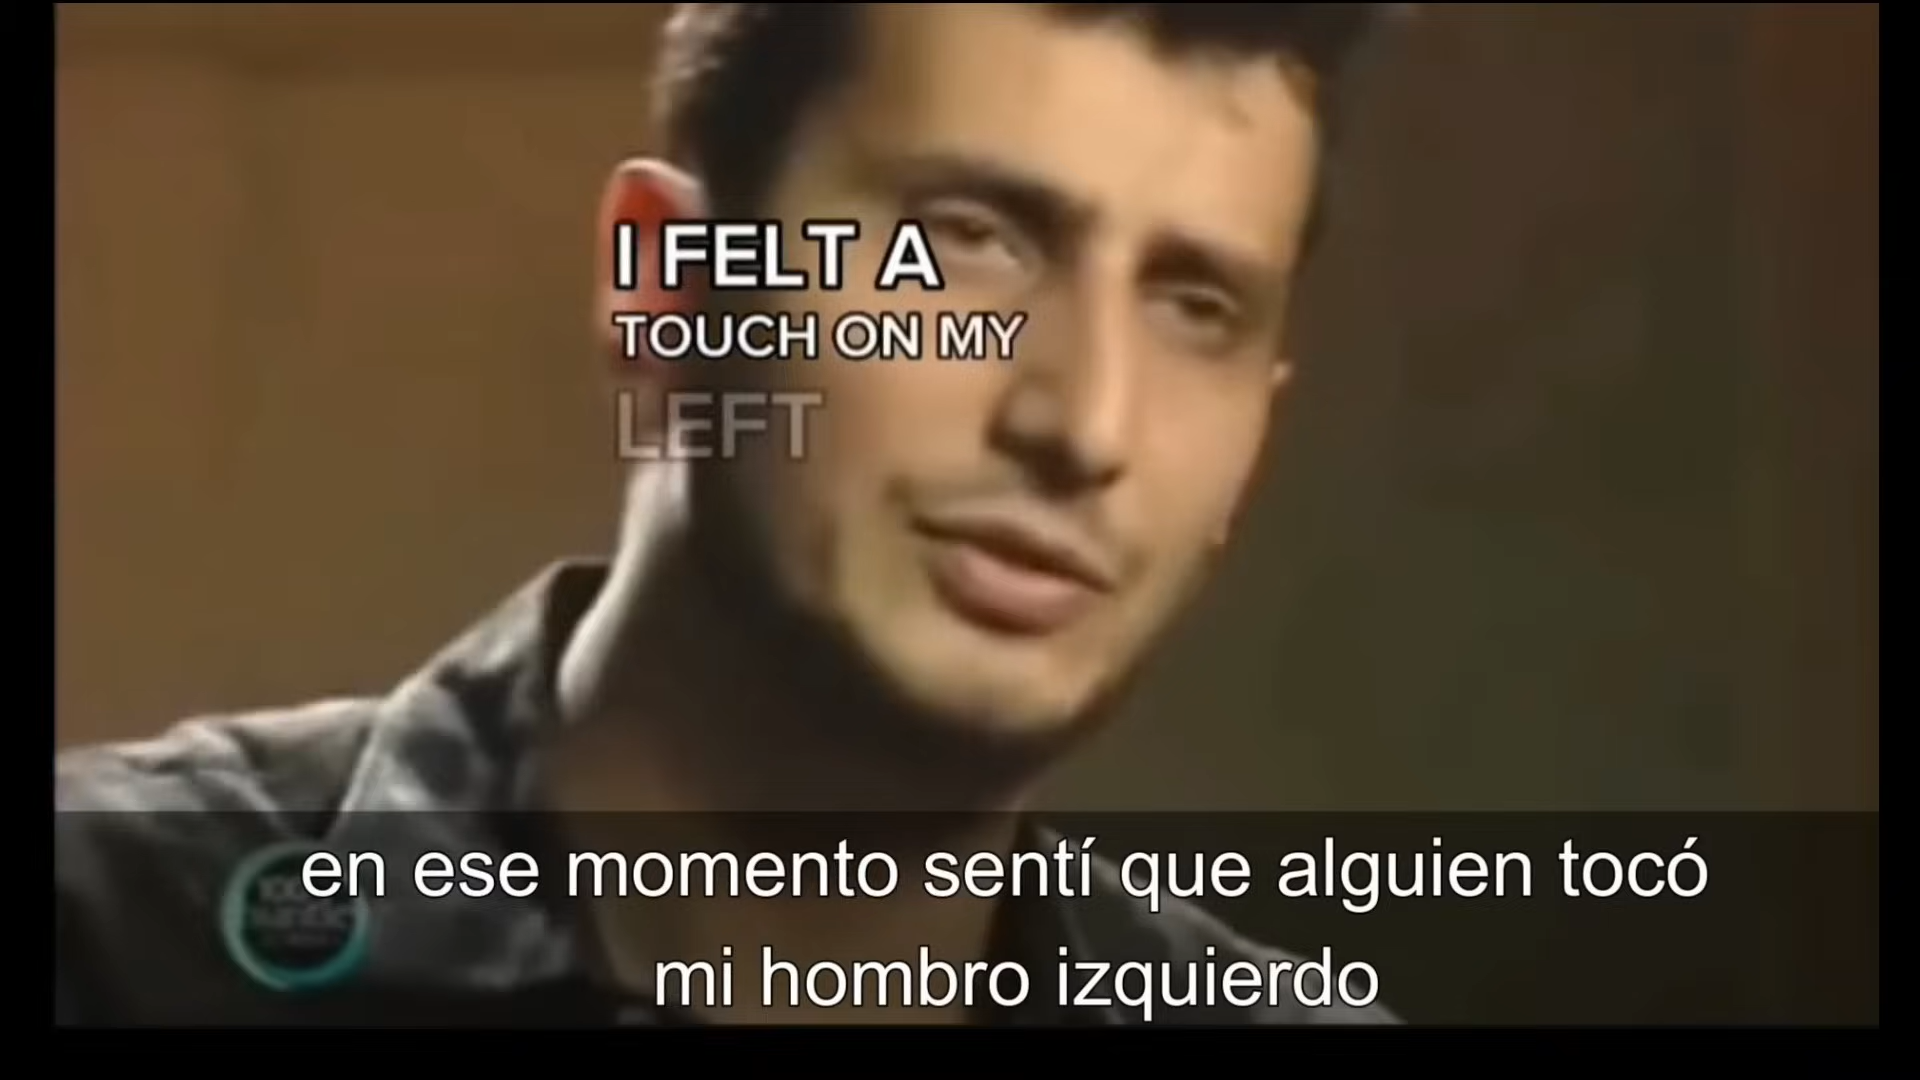 I FELT A
TOUCH ON MY
LEFT
en ese momento sentí que alguien tocó
mi hombro izquierdo